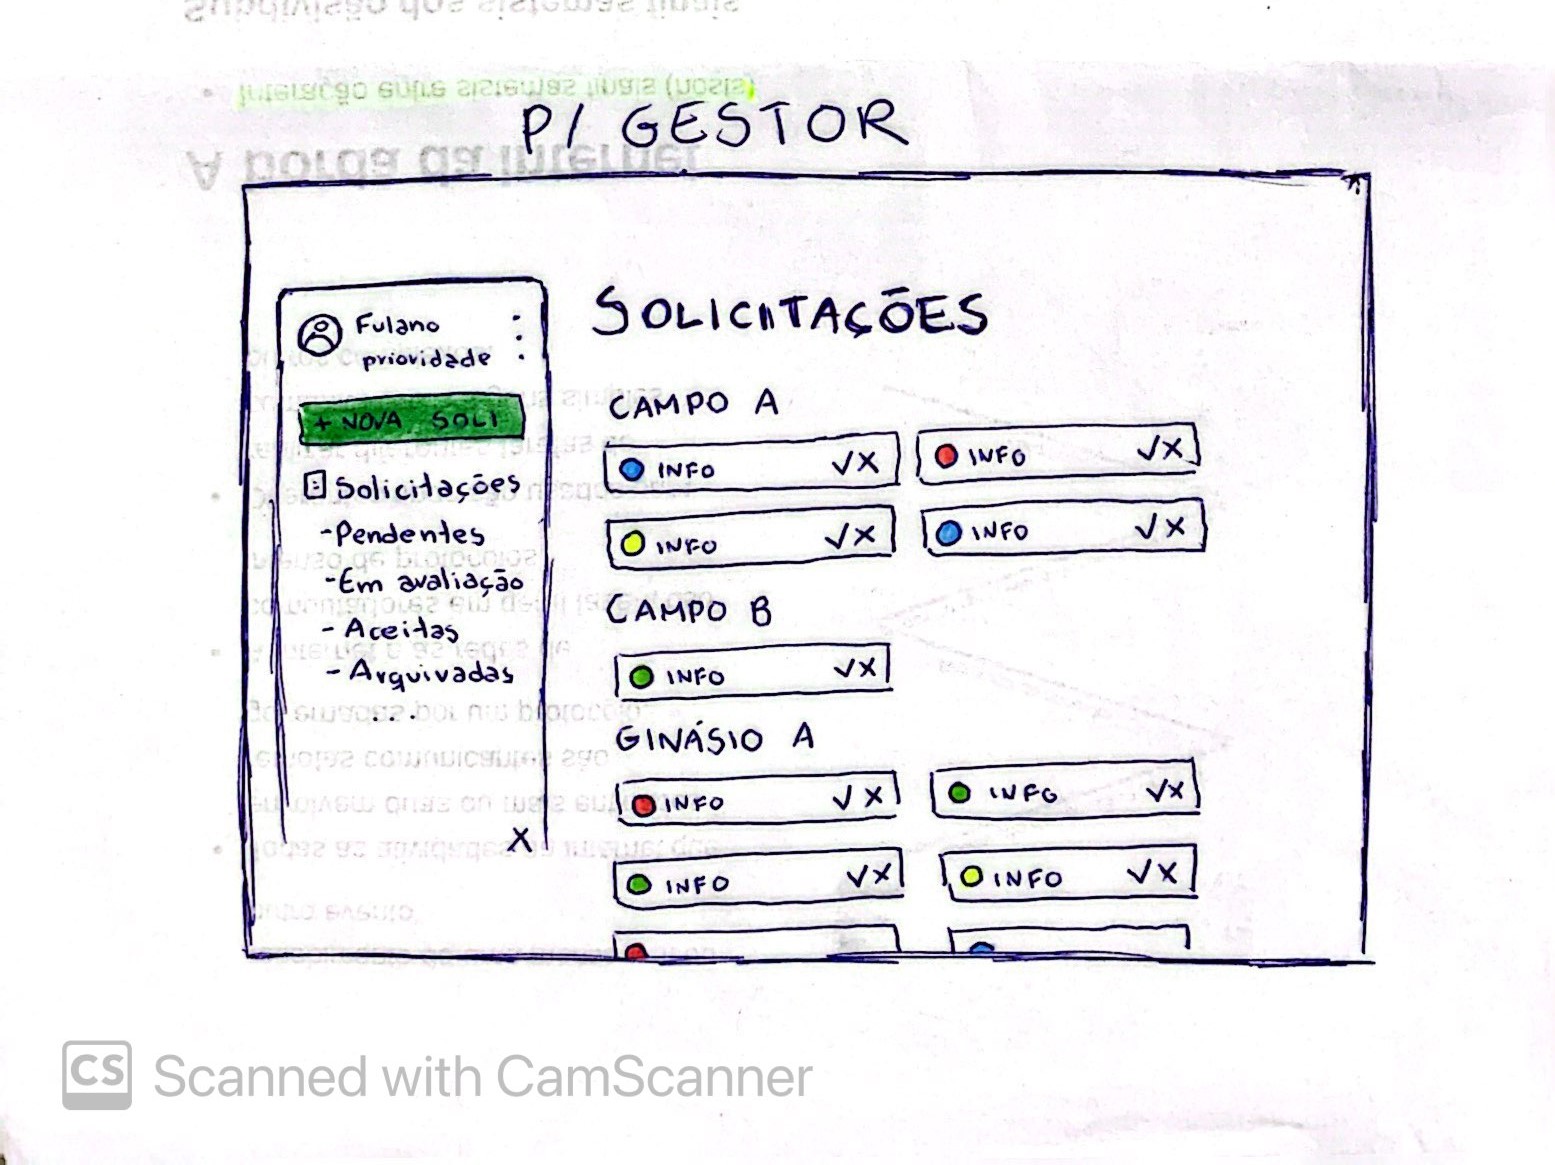 P/ GESTOR
Fulano
prioridade
+ NOVA SOLI
Solicitações
-Pendentes
-Em avaliação
- Aceitas
- Arquivadas
...
X
SOLICITAÇÕES
CAMPO A
INFO √X INFO √X
INFO √X INFO √X
CAMPO B
INFO √X
GINÁSIO A
INFO √X INFO √X
INFO √X INFO √X
CS Scanned with CamScanner